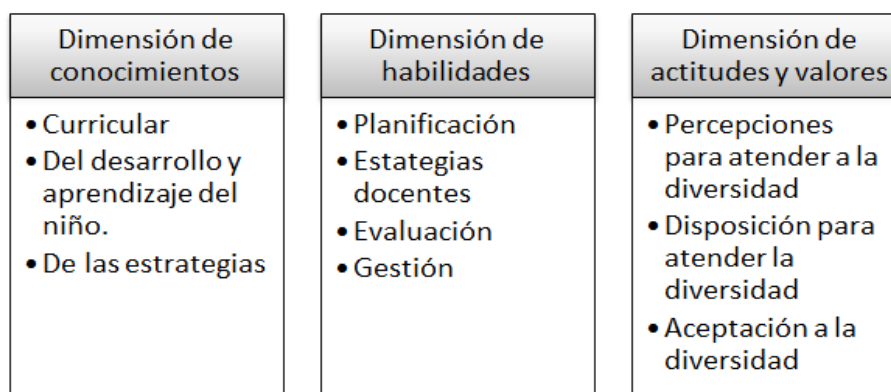 Dimensión de
conocimientos
• Curricular
• Del desarrollo y
aprendizaje del
niño.
• De las estrategias
Dimensión de
habilidades
• Planificación
• Estategias
docentes
• Evaluación
• Gestión
Dimensión de
actitudes y valores
• Percepciones
para atender a la
diversidad
• Disposición para
atender la
diversidad
• Aceptación a la
diversidad